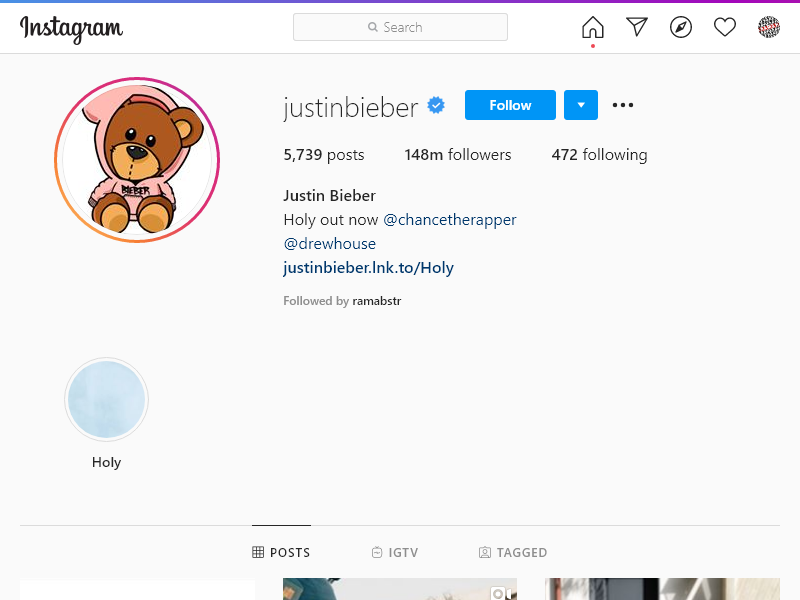 Instagram
Search
justinbieber
Follow
5,739 posts 148m followers 472 following
Justin Bieber
Holy out now @chancetherapper
@drewhouse
justinbieber.lnk.to/Holy
Followed by ramabstr
BIEBER
Holy
POSTS IGTV TAGGED